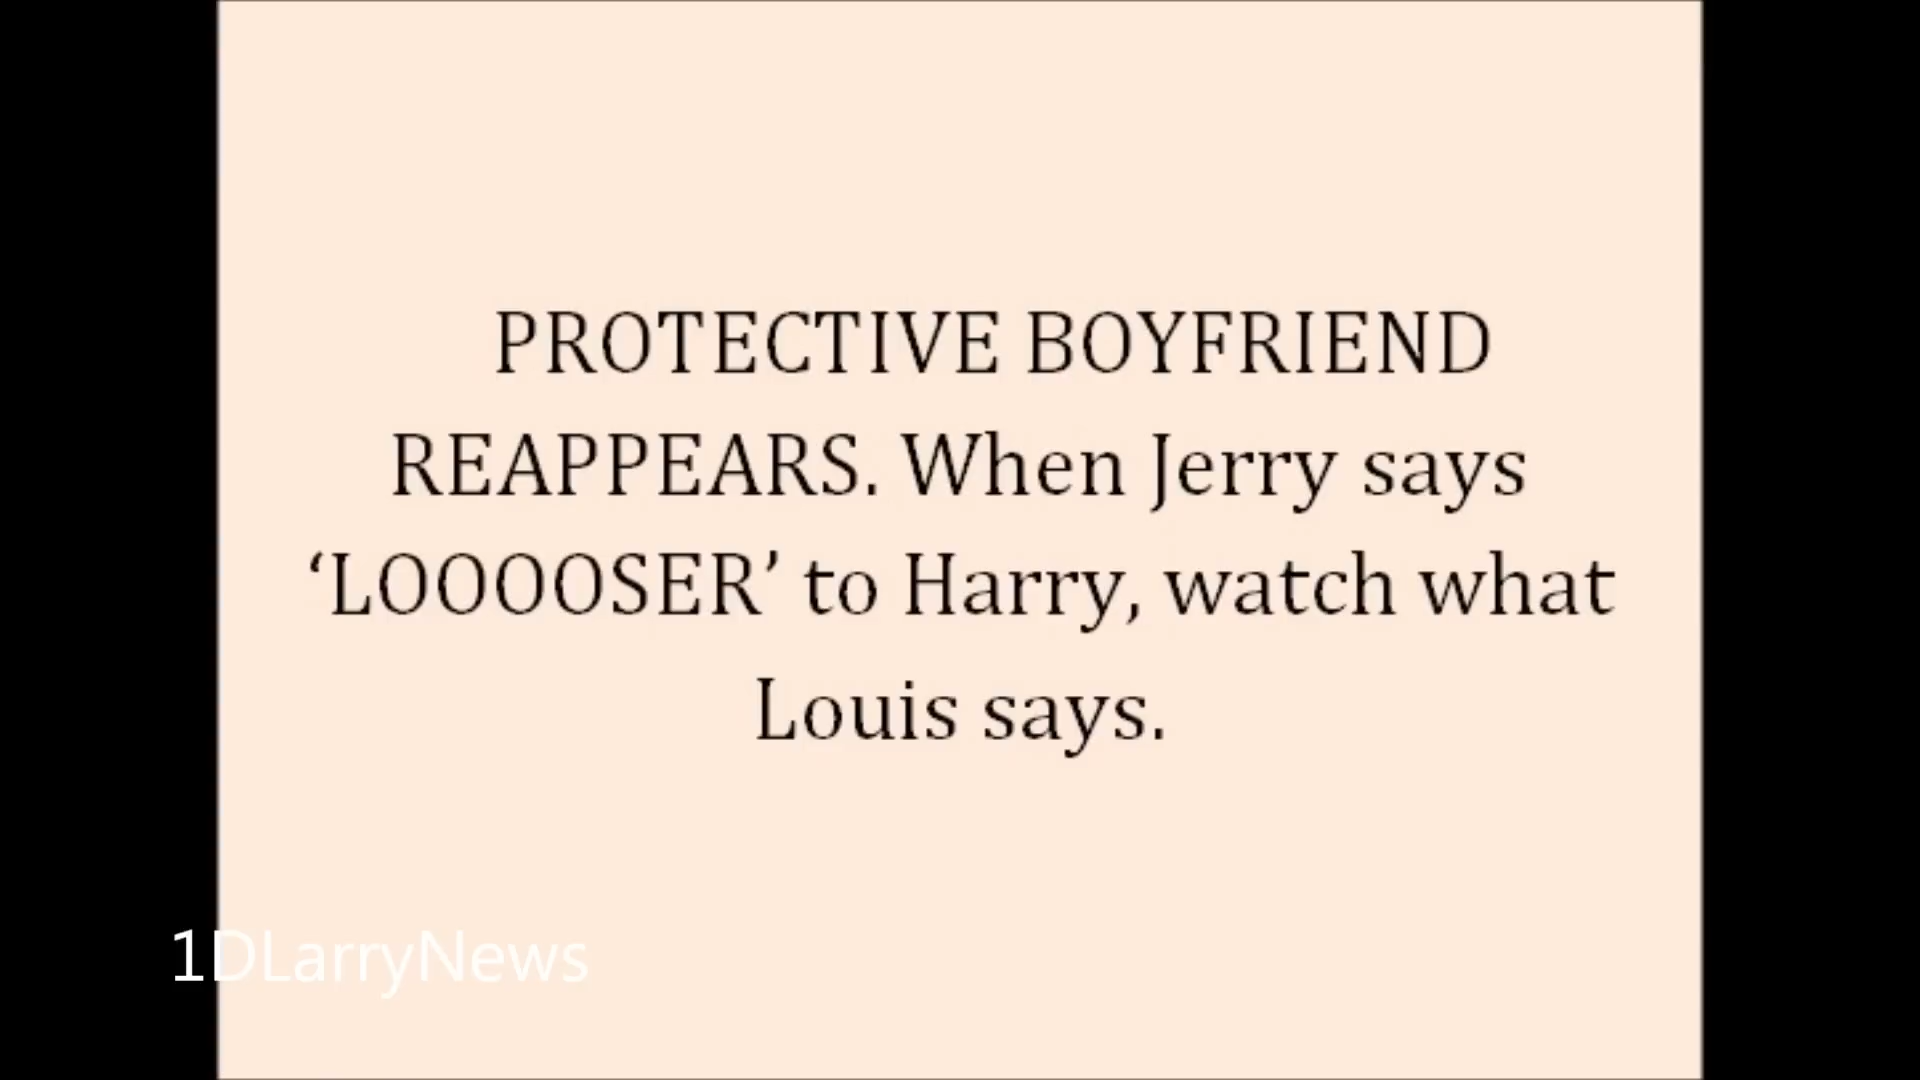 PROTECTIVE BOYFRIEND
REAPPEARS. When Jerry says
‘LOOOOSER’ to Harry, watch what
Louis says.
1DLarryNews